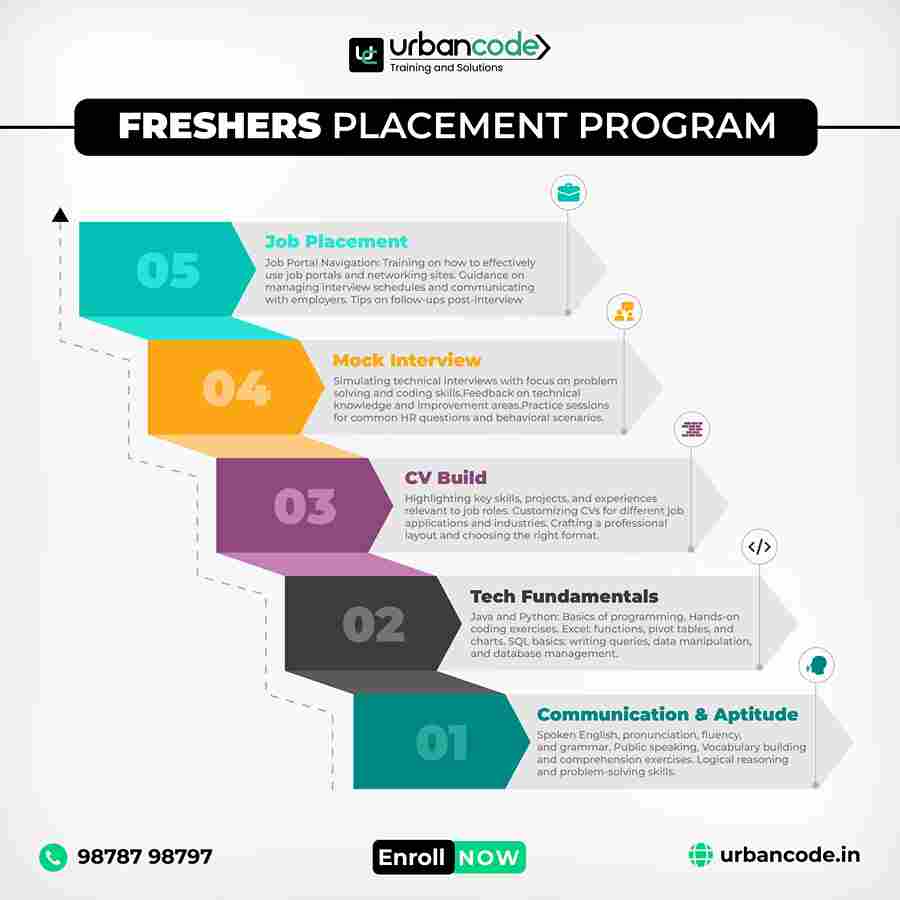 uc urbancode
Training and Solutions
FRESHERS PLACEMENT PROGRAM
05
Job Placement
Job Portal Navigation: Training on how to effectively
use job portals and networking sites. Guidance on
managing interview schedules and communicating
with employers. Tips on follow-ups post-interview
04
Mock Interview
Simulating technical interviews with focus on problem
solving and coding skills.Feedback on technical
knowledge and improvement areas.Practice sessions
for common HR questions and behavioral scenarios.
03
CV Build
Highlighting key skills, projects, and experiences
relevant to job roles. Customizing CVs for different job
applications and industries. Crafting a professional
layout and choosing the right format.
</>
02
Tech Fundamentals
Java and Python: Basics of programming, Hands-on
coding exercises. Excel: functions, pivot tables, and
charts. SQL basics: writing queries, data manipulation,
and database management.
01
Communication & Aptitude
Spoken English, pronunciation, fluency,
and grammar. Public speaking, Vocabulary building
and comprehension exercises. Logical reasoning
and problem-solving skills.
98787 98797
Enroll NOW
urbancode.in